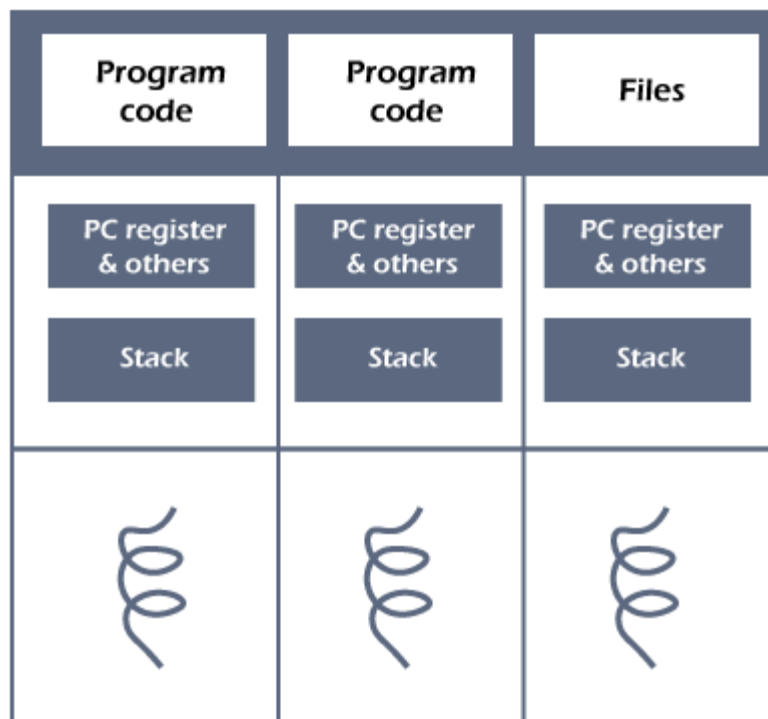 Program
code
Program
code
Files
PC register
& others
PC register
& others
PC register
& others
Stack
Stack
Stack